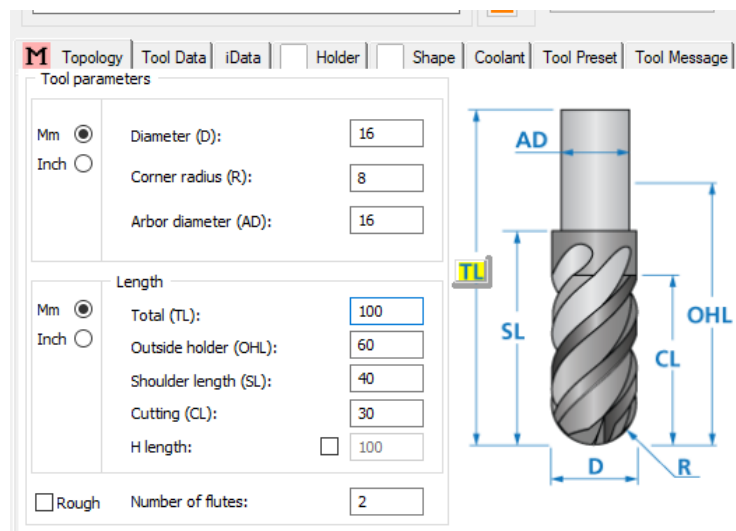 M Topology Tool Data iData Holder Shape Coolant Tool Preset Tool Message
Tool parameters
Mm
Inch
Diameter (D): 16
Corner radius (R): 8
Arbor diameter (AD): 16
Length
Mm
Inch
Total (TL): 100
Outside holder (OHL): 60
Shoulder length (SL): 40
Cutting (CL): 30
H length: 100
Rough Number of flutes: 2
AD
TL
SL
OHL
CL
D
R